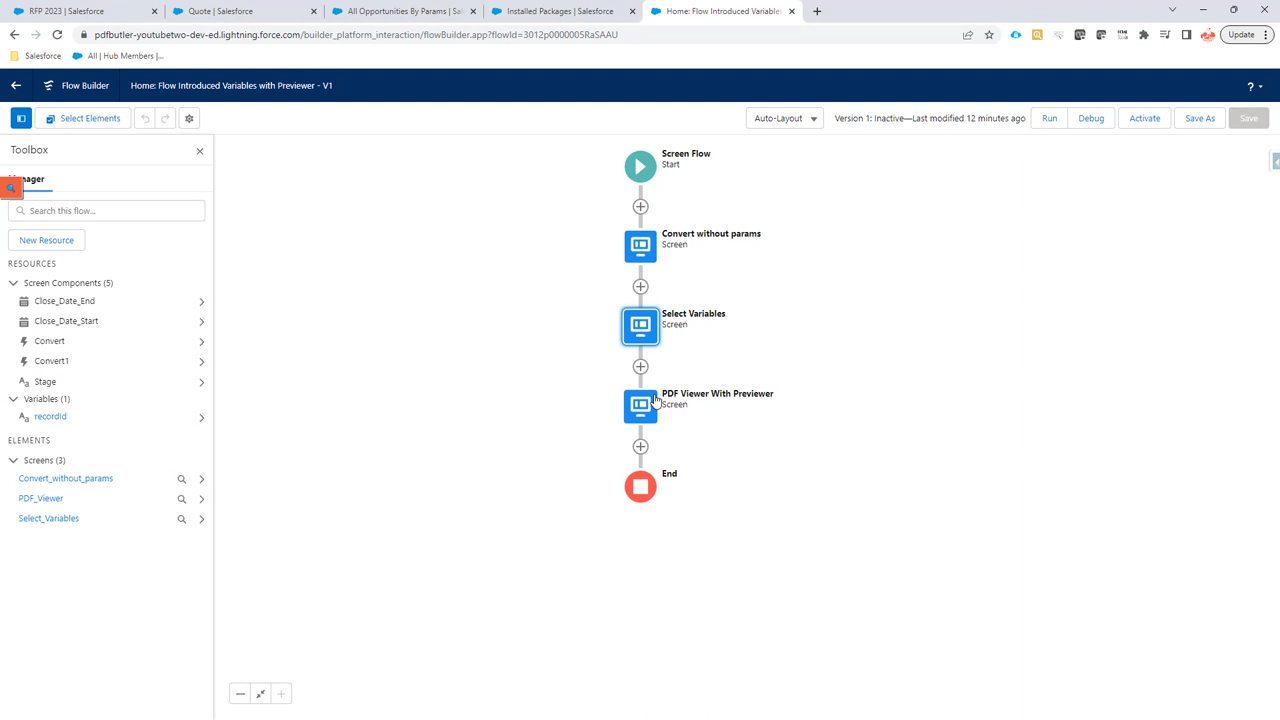 RFP 2023 | Salesforce
Quote | Salesforce
All Opportunities By Params | Sal
Installed Packages | Salesforce
Home: Flow Introduced Variables
pdfbutler-youtubetwo-dev-ed.lightning.force.com/builder_platform_interaction/flowBuilder.app?flowId=3012p0000005RaSAAU
Update
Salesforce
All | Hub Members |...
Flow Builder
Home: Flow Introduced Variables with Previewer - V1
?
Select Elements
Auto-Layout
Version 1: Inactive—Last modified 12 minutes ago
Run
Debug
Activate
Save As
Save
Toolbox
nager
Search this flow...
New Resource
RESOURCES
Screen Components (5)
Close_Date_End
Close_Date_Start
Convert
Convert1
Aa Stage
Variables (1)
Aa recordId
ELEMENTS
Screens (3)
Convert_without_params
PDF_Viewer
Select_Variables
Screen Flow
Start
Convert without params
Screen
Select Variables
Screen
PDF Viewer With Previewer
Screen
End